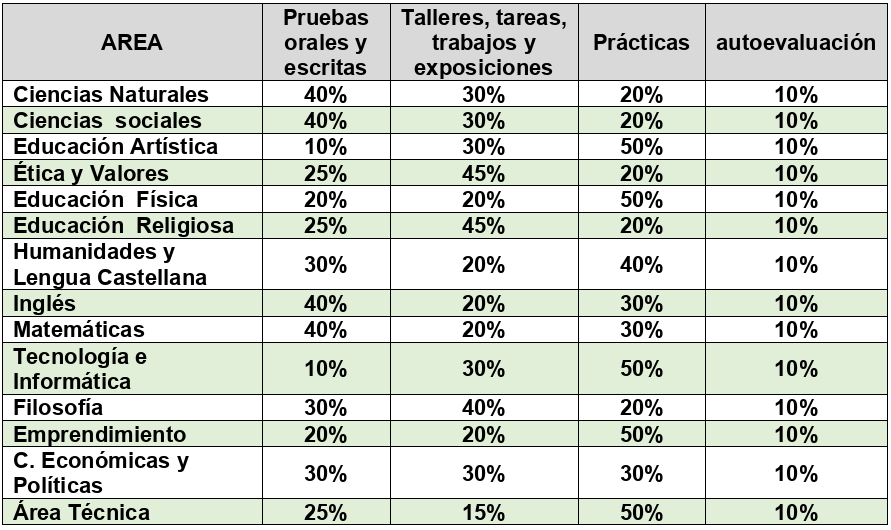 AREA Pruebas orales y escritas Talleres, tareas, trabajos y exposiciones Prácticas autoevaluación
Ciencias Naturales 40% 30% 20% 10%
Ciencias sociales 40% 30% 20% 10%
Educación Artística 10% 30% 50% 10%
Ética y Valores 25% 45% 20% 10%
Educación Física 20% 20% 50% 10%
Educación Religiosa 25% 45% 20% 10%
Humanidades y Lengua Castellana 30% 20% 40% 10%
Inglés 40% 20% 30% 10%
Matemáticas 40% 20% 30% 10%
Tecnología e Informática 10% 30% 50% 10%
Filosofía 30% 40% 20% 10%
Emprendimiento 20% 20% 50% 10%
C. Económicas y Políticas 30% 30% 30% 10%
Área Técnica 25% 15% 50% 10%